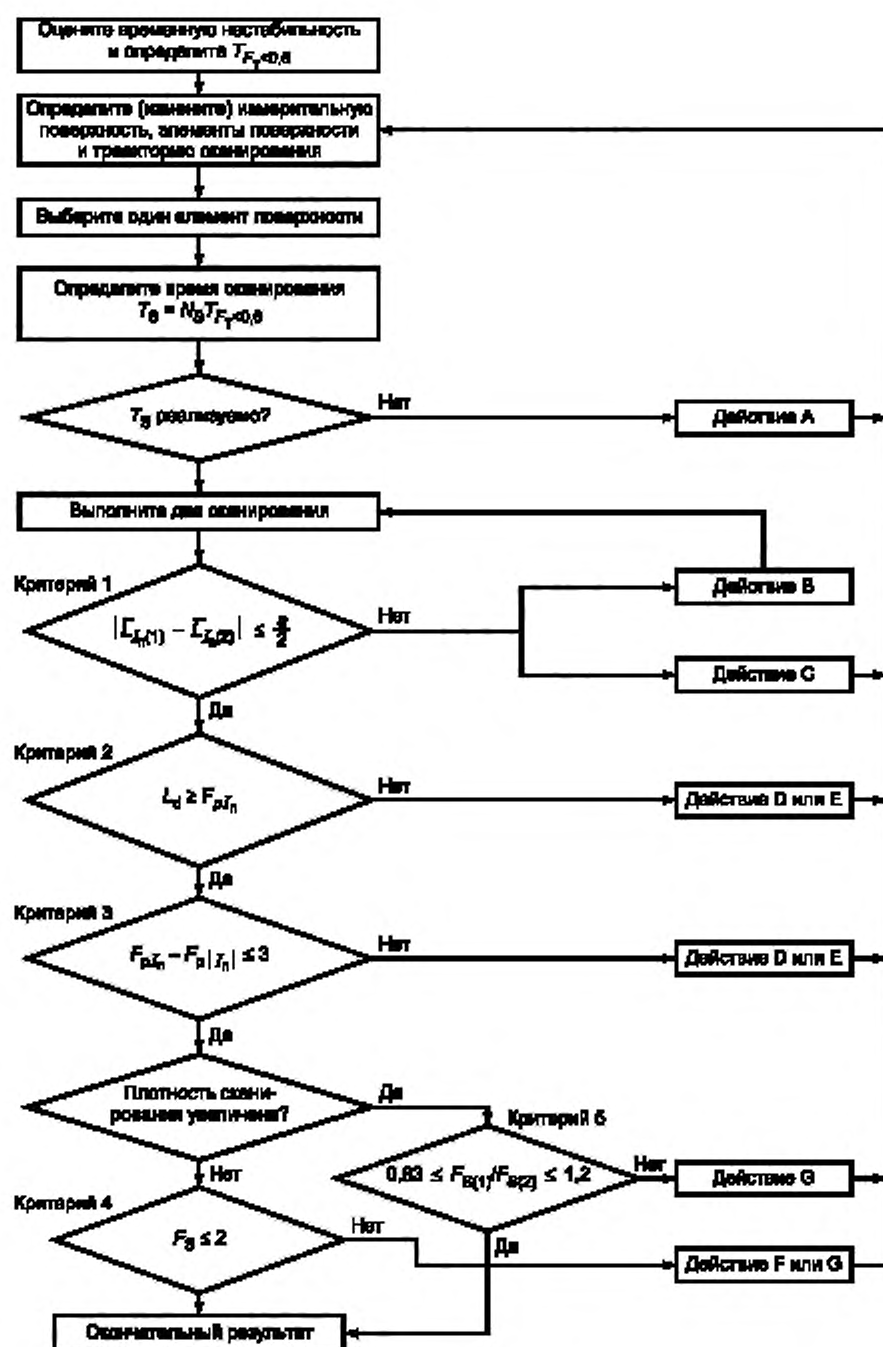 Оцените временную нестабильность
и определите T_{F_T<0,6}
Определите (измените) измерительную
поверхность, элементы поверхности
и траекторию сканирования
Выберите один элемент поверхности
Определите время сканирования
T_S = N_S T_{F_T<0,6}
T_S реализуемо?
Нет
Действие A
Выполните два сканирования
Критерий 1
Нет
Действие B
Действие C
Да
Критерий 2
L_d ≥ F_{pI_n}
Нет
Действие D или E
Да
Критерий 3
F_{pI_n} – F_{p|I_n|} ≤ 3
Нет
Действие D или E
Да
Плотность скани-
рования увеличена?
Да
Критерий 5
0,83 ≤ F_{S(1)}/F_{S(2)} ≤ 1,2
Нет
Действие G
Нет
Да
Критерий 4
F_S ≤ 2
Нет
Действие F или G
Окончательный результат